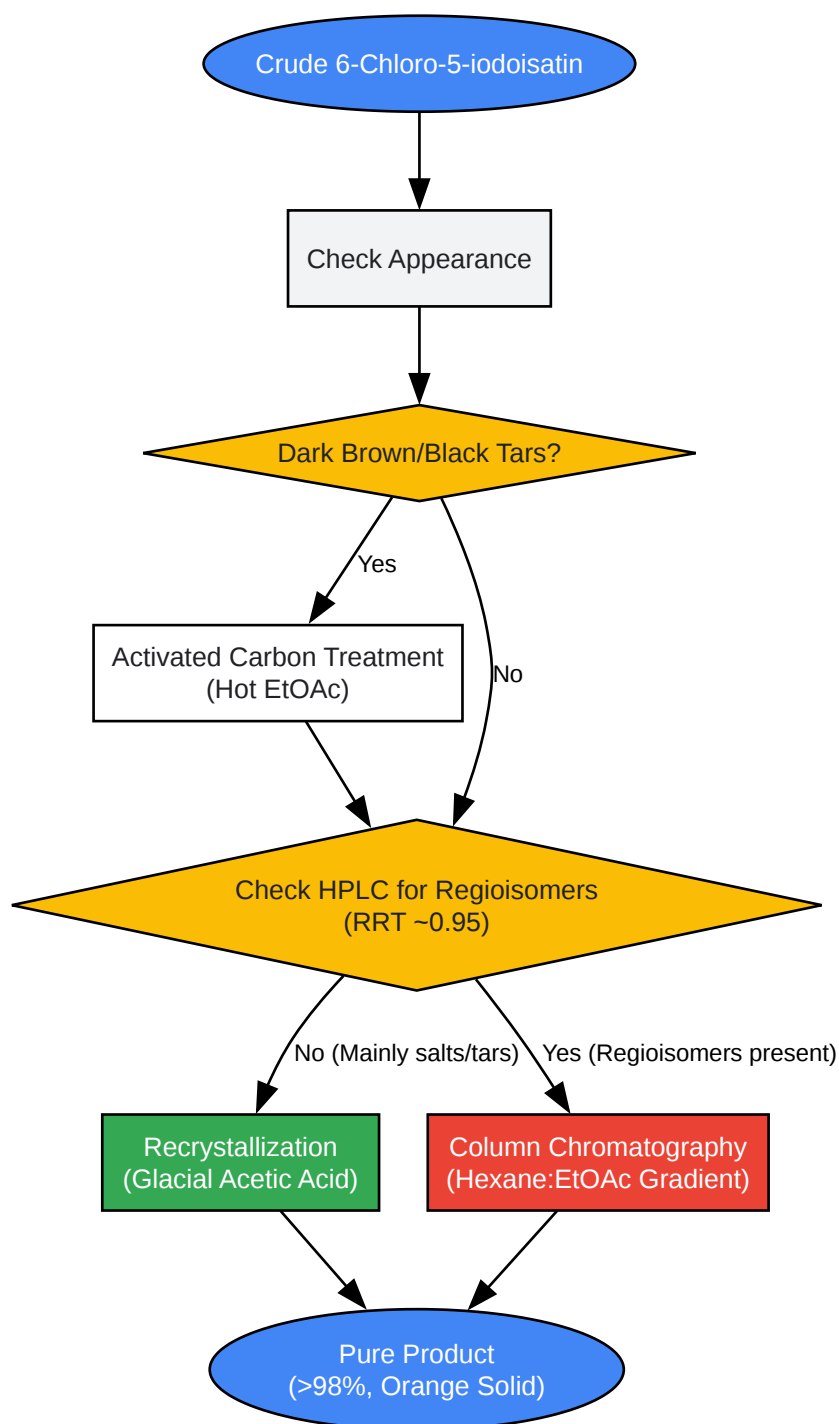 Crude 6-Chloro-5-iodoisatin
Check Appearance
Dark Brown/Black Tars?
Yes
Activated Carbon Treatment
(Hot EtOAc)
No
Check HPLC for Regioisomers
(RRT ~0.95)
No (Mainly salts/tars)
Yes (Regioisomers present)
Recrystallization
(Glacial Acetic Acid)
Column Chromatography
(Hexane:EtOAc Gradient)
Pure Product
(>98%, Orange Solid)